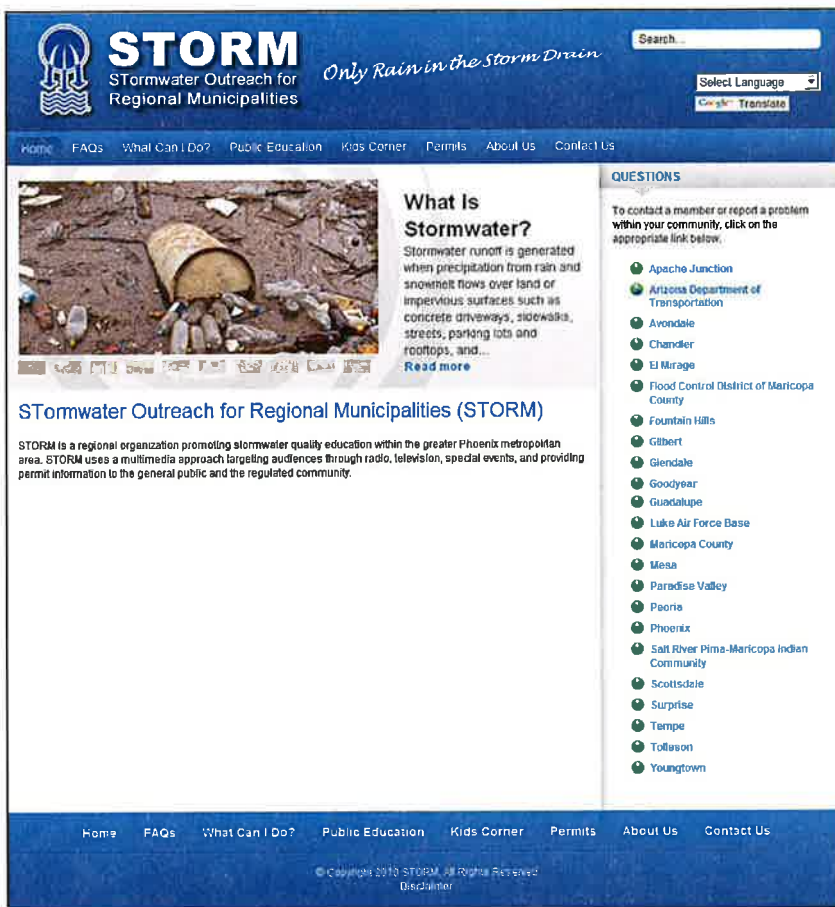 STORM
STormwater Outreach for
Regional Municipalities
Only Rain in the Storm Drain
Search...
Select Language
Google Translate
Home FAQs What Can I Do? Public Education Kids Corner Permits About Us Contact Us
What Is
Stormwater?
Stormwater runoff is generated
when precipitation from rain and
snowmelt flows over land or
impervious surfaces such as
concrete driveways, sidewalks,
streets, parking lots and
rooftops, and...
Read more
STormwater Outreach for Regional Municipalities (STORM)
STORM is a regional organization promoting stormwater quality education within the greater Phoenix metropolitan
area. STORM uses a multimedia approach targeting audiences through radio, television, special events, and providing
permit information to the general public and the regulated community.
QUESTIONS
To contact a member or report a problem
within your community, click on the
appropriate link below.
Apache Junction
Arizona Department of
Transportation
Avondale
Chandler
El Mirage
Flood Control District of Maricopa
County
Fountain Hills
Gilbert
Glendale
Goodyear
Guadalupe
Luke Air Force Base
Maricopa County
Mesa
Paradise Valley
Peoria
Phoenix
Salt River Pima-Maricopa Indian
Community
Scottsdale
Surprise
Tempe
Tolleson
Youngtown
Home FAQs What Can I Do? Public Education Kids Corner Permits About Us Contact Us
© Copyright 2010 STORM, All Rights Reserved
Disclaimer